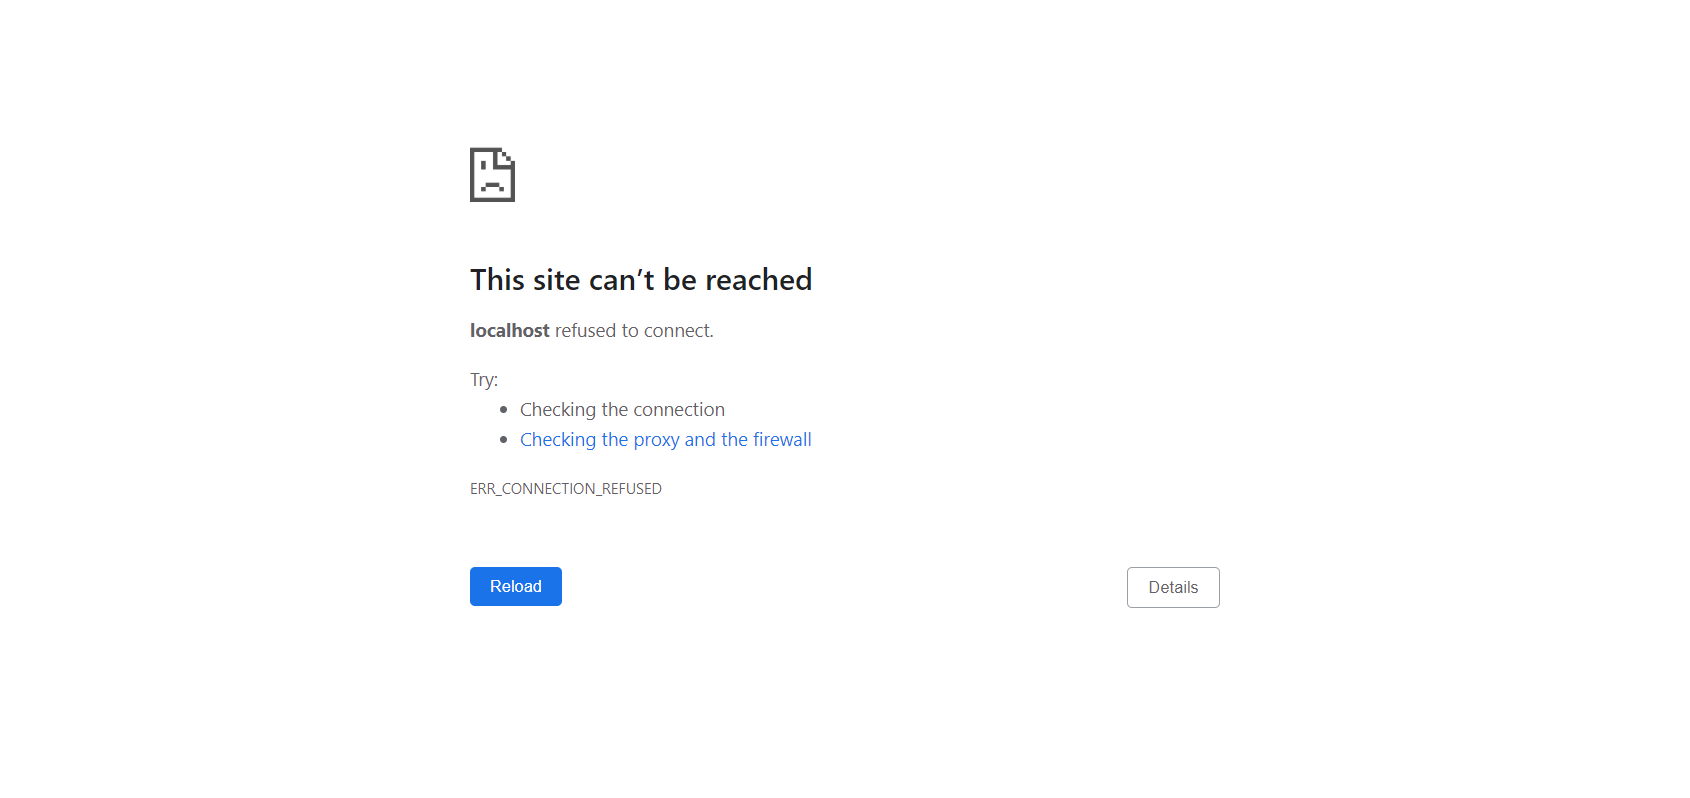 This site can’t be reached
localhost refused to connect.
Try:
Checking the connection
Checking the proxy and the firewall
ERR_CONNECTION_REFUSED
Reload
Details